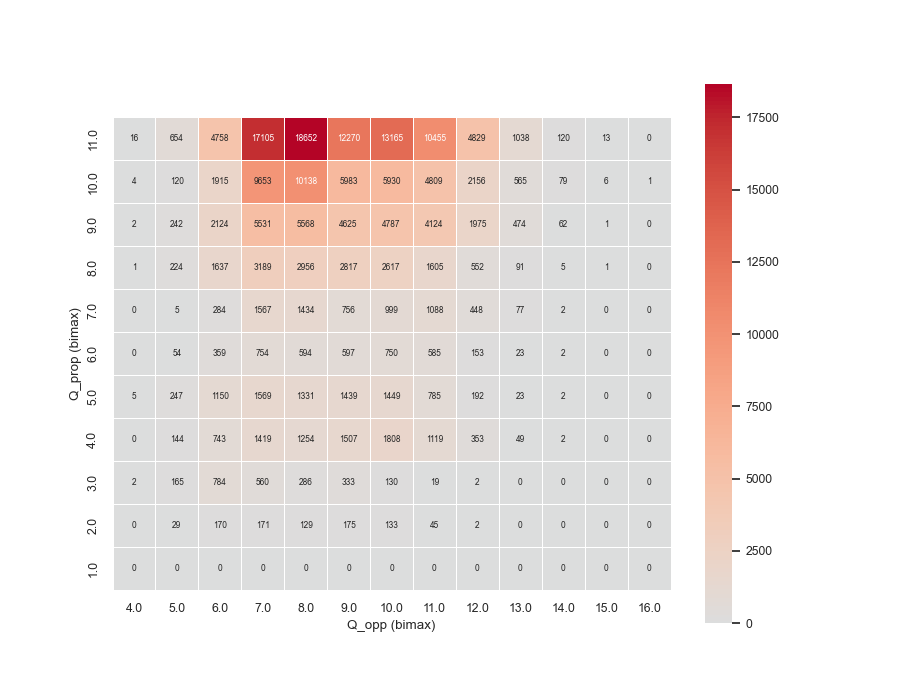 11.0 16 654 4758 17105 18652 12270 13165 10455 4829 1038 120 13 0
10.0 4 120 1915 9653 10138 5983 5930 4809 2156 565 79 6 1
9.0 2 242 2124 5531 5568 4625 4787 4124 1975 474 62 1 0
8.0 1 224 1637 3189 2956 2817 2617 1605 552 91 5 1 0
7.0 0 5 284 1567 1434 756 999 1088 448 77 2 0 0
6.0 0 54 359 754 594 597 750 585 153 23 2 0 0
5.0 5 247 1150 1569 1331 1439 1449 785 192 23 2 0 0
4.0 0 144 743 1419 1254 1507 1808 1119 353 49 2 0 0
3.0 2 165 784 560 286 333 130 19 2 0 0 0 0
2.0 0 29 170 171 129 175 133 45 2 0 0 0 0
1.0 0 0 0 0 0 0 0 0 0 0 0 0 0
4.0 5.0 6.0 7.0 8.0 9.0 10.0 11.0 12.0 13.0 14.0 15.0 16.0
Q_opp (bimax)
Q_prop (bimax)
17500
15000
12500
10000
7500
5000
2500
0